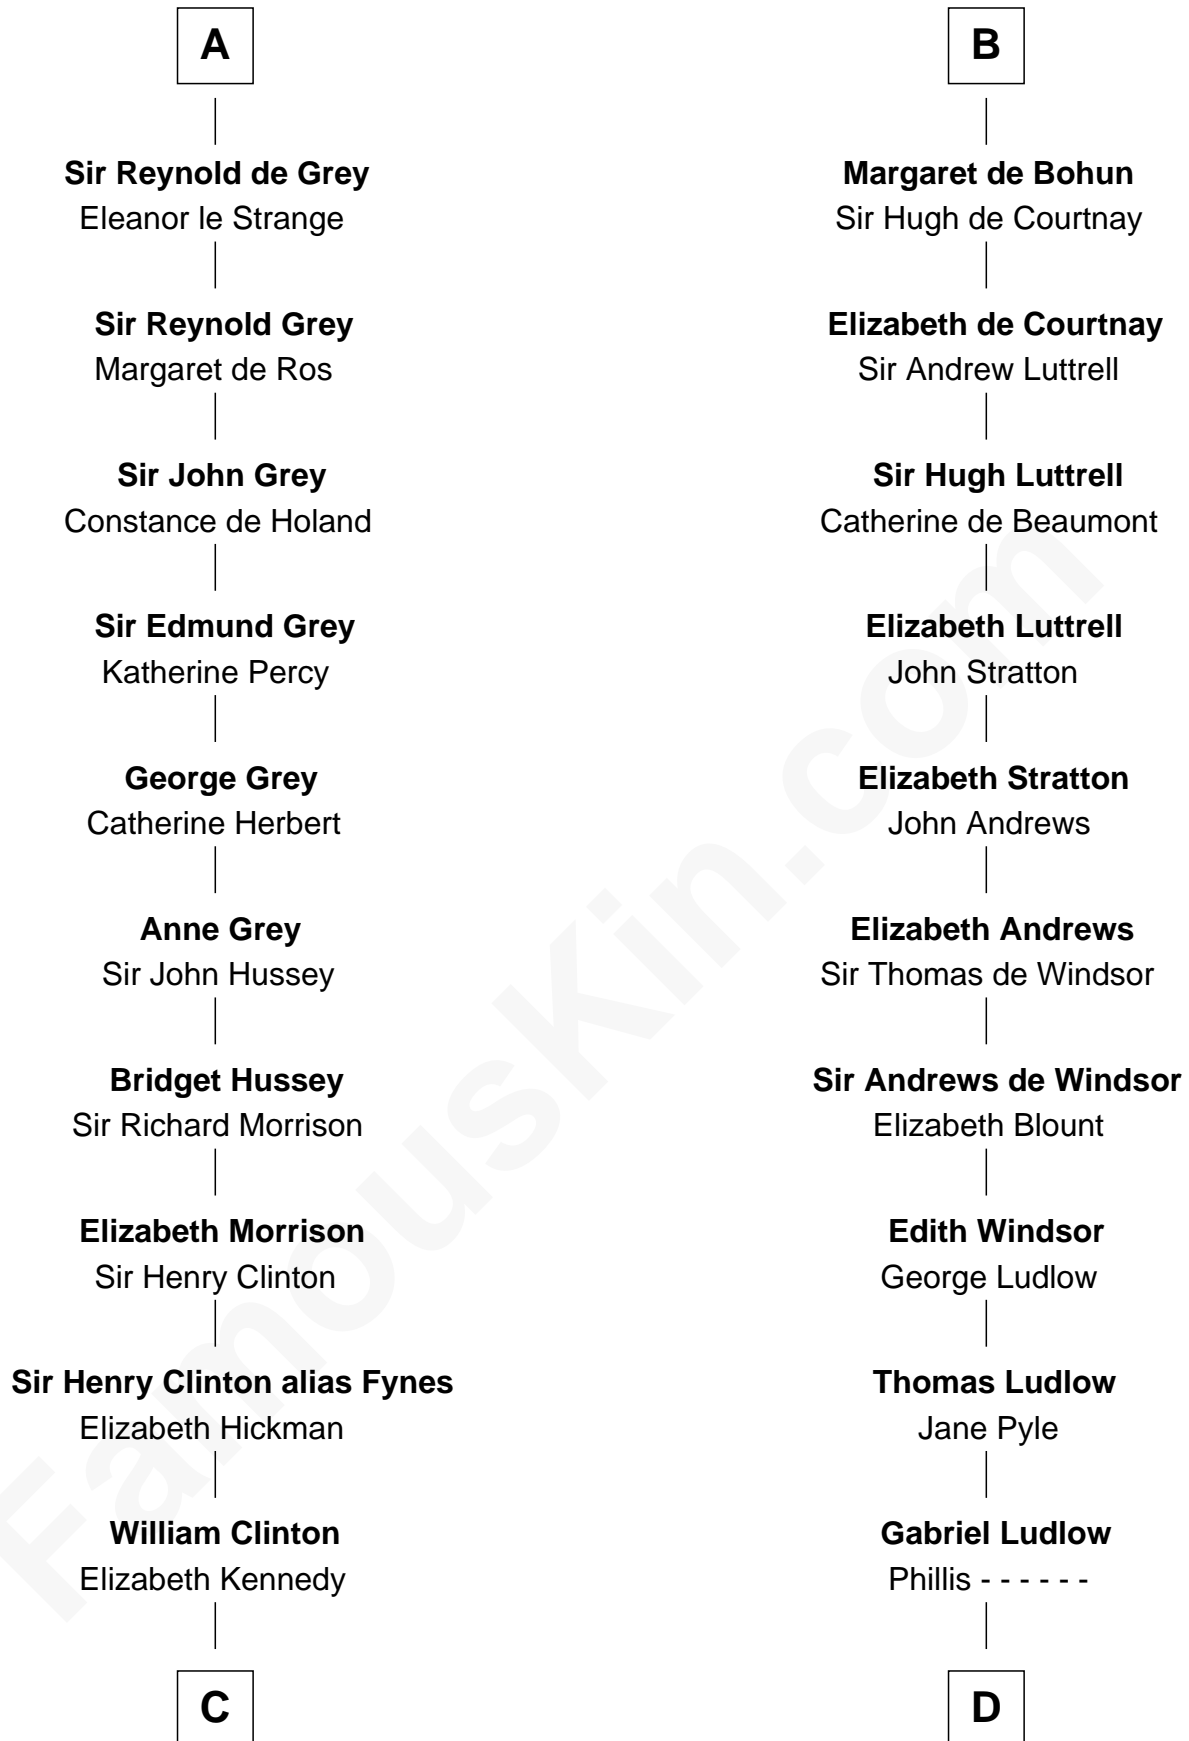 A
Sir Reynold de Grey
Eleanor le Strange
Sir Reynold Grey
Margaret de Ros
Sir John Grey
Constance de Holand
Sir Edmund Grey
Katherine Percy
George Grey
Catherine Herbert
Anne Grey
Sir John Hussey
Bridget Hussey
Sir Richard Morrison
Elizabeth Morrison
Sir Henry Clinton
Sir Henry Clinton alias Fynes
Elizabeth Hickman
William Clinton
Elizabeth Kennedy
C
B
Margaret de Bohun
Sir Hugh de Courtnay
Elizabeth de Courtnay
Sir Andrew Luttrell
Sir Hugh Luttrell
Catherine de Beaumont
Elizabeth Luttrell
John Stratton
Elizabeth Stratton
John Andrews
Elizabeth Andrews
Sir Thomas de Windsor
Sir Andrews de Windsor
Elizabeth Blount
Edith Windsor
George Ludlow
Thomas Ludlow
Jane Pyle
Gabriel Ludlow
Phillis - - - - - -
D
FamousKin.com